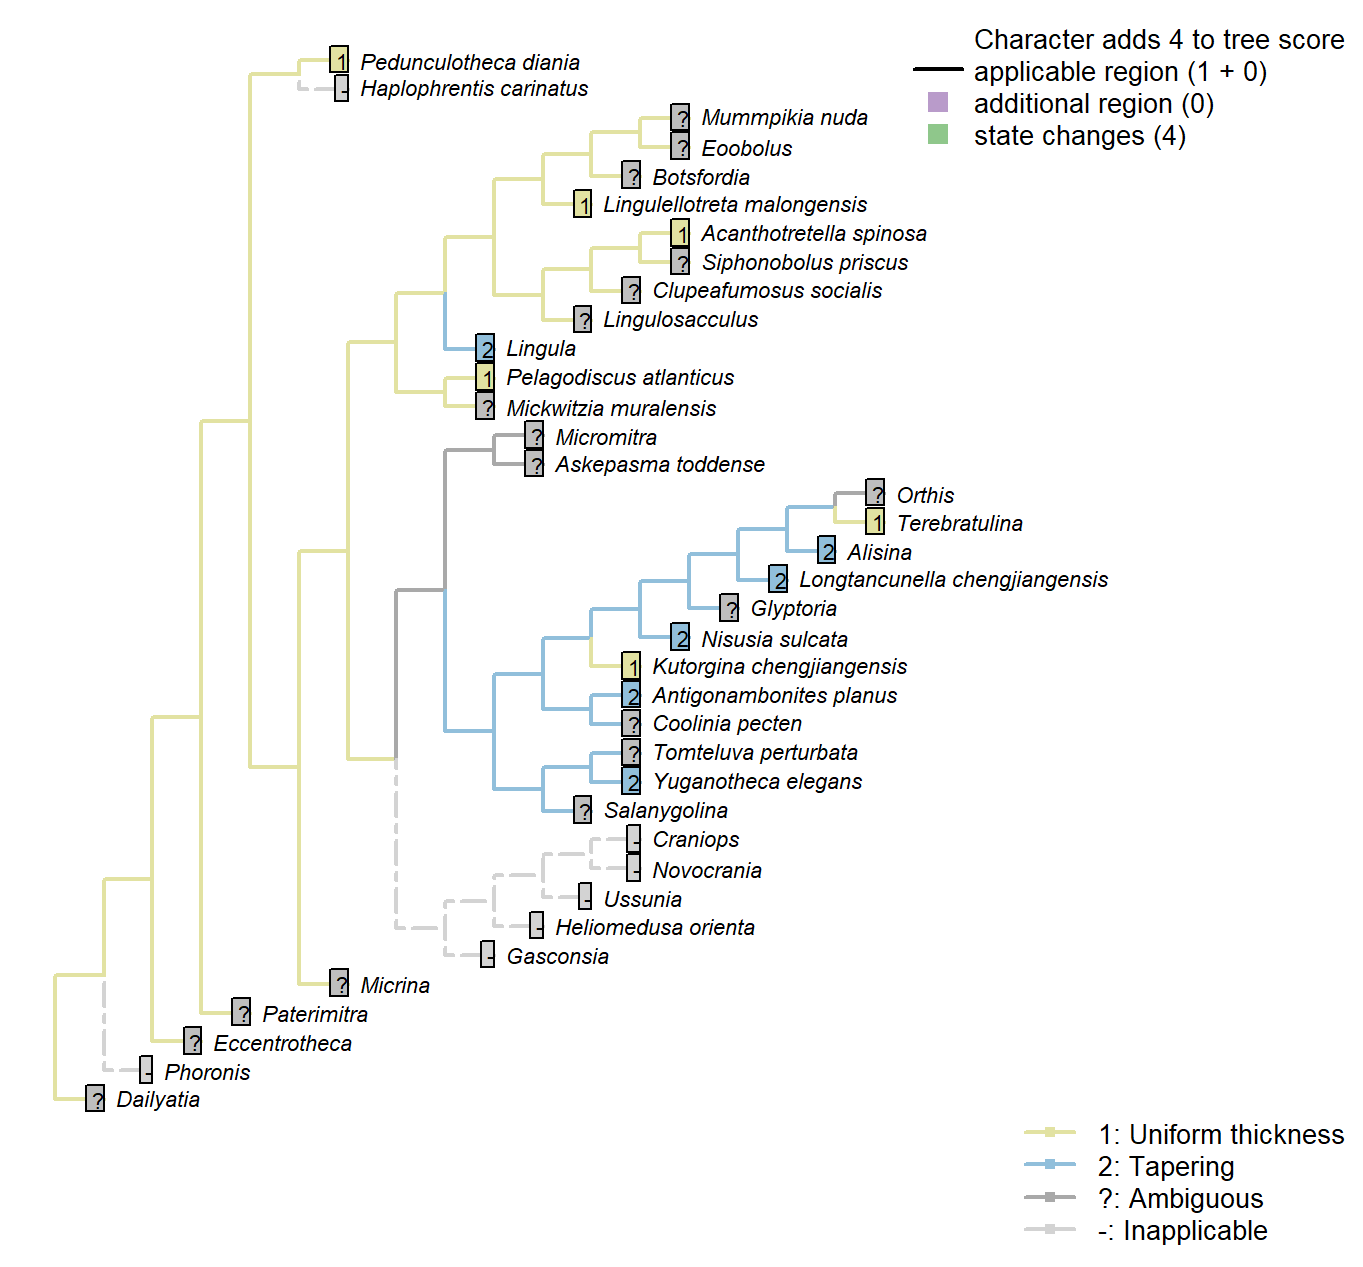 Character adds 4 to tree score
applicable region (1 + 0)
additional region (0)
state changes (4)
1 Pedunculotheca diania
- Haplophrentis carinatus
? Mummpikia nuda
? Eoobolus
? Botsfordia
1 Lingulellotreta malongensis
1 Acanthotretella spinosa
? Siphonobolus priscus
? Clupeafumosus socialis
? Lingulosacculus
2 Lingula
1 Pelagodiscus atlanticus
? Mickwitzia muralensis
? Micromitra
? Askepasma toddense
? Orthis
1 Terebratulina
2 Alisina
2 Longtancunella chengjiangensis
? Glyptoria
2 Nisusia sulcata
1 Kutorgina chengjiangensis
2 Antigonambonites planus
? Coolinia pecten
? Tomteluva perturbata
2 Yuganotheca elegans
? Salanygolina
- Craniops
- Novocrania
- Ussunia
- Heliomedusa orienta
- Gasconsia
? Micrina
? Paterimitra
? Eccentrotheca
- Phoronis
? Dailyatia
1: Uniform thickness
2: Tapering
?: Ambiguous
-: Inapplicable